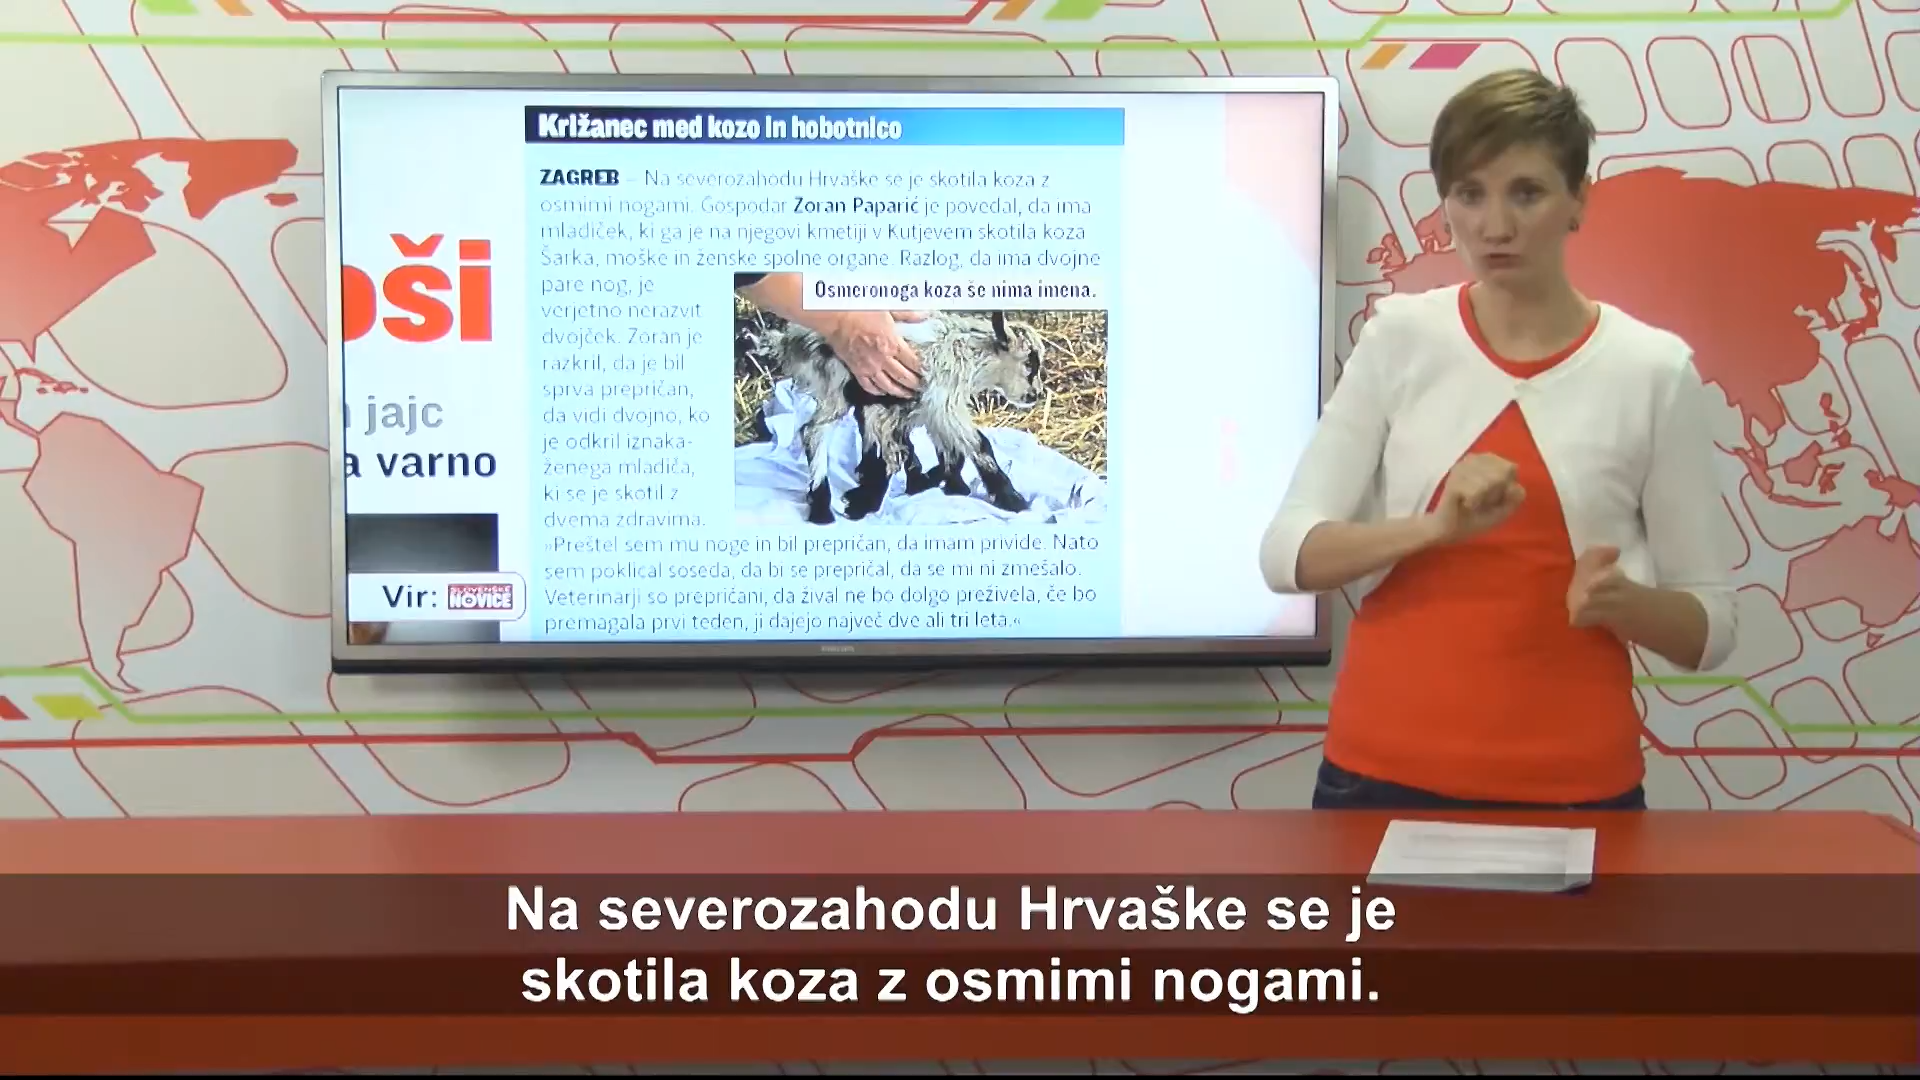 Križanec med kozo in hobotnico
ZAGREB – Na severozahodu Hrvaške se je skotila koza z
osmimi nogami. Gospodar Zoran Paparić je povedal, da ima
mladiček, ki ga je na njegovi kmetiji v Kutjevem skotila koza
Šarka, moške in ženske spolne organe. Razlog, da ima dvojne
pare nog, je
verjetno nerazvit
dvojček. Zoran je
razkril, da je bil
sprva prepričan,
da vidi dvojno, ko
je odkril iznaka-
ženega mladiča,
ki se je skotil z
dvema zdravima.
»Preštel sem mu noge in bil prepričan, da imam privide. Nato
sem poklical soseda, da bi se prepričal, da se mi ni zmešalo.
Veterinarji so prepričani, da žival ne bo dolgo preživela, če bo
premagala prvi teden, ji dajejo največ dve ali tri leta.«
Osmeronoga koza še nima imena.
oši
jajc
a varno
Vir: SLOVENSKE NOVICE
Na severozahodu Hrvaške se je
skotila koza z osmimi nogami.